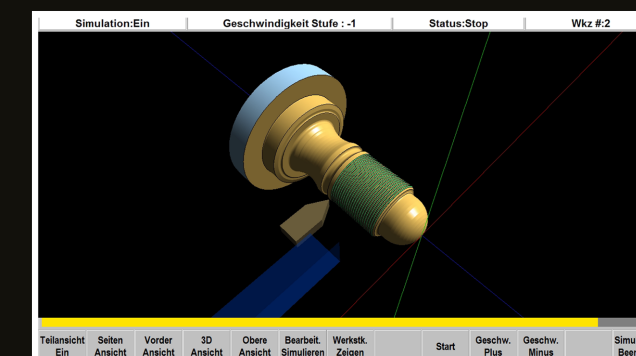 Simulation:Ein Geschwindigkeit Stufe : -1 Status:Stop Wkz #:2
Teilansicht Seiten Vorder 3D Obere Bearbeit. Werkstk. Start Geschw. Geschw.
Ein Ansicht Ansicht Ansicht Ansicht Simulieren Zeigen Plus Minus